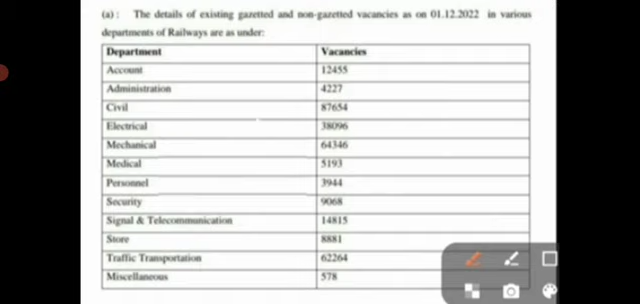 (a) : The details of existing gazetted and non-gazetted vacancies as on 01.12.2022 in various
departments of Railways are as under:
Department Vacancies
Account 12455
Administration 4227
Civil 87654
Electrical 38096
Mechanical 64346
Medical 5193
Personnel 3944
Security 9068
Signal & Telecommunication 14815
Store 8881
Traffic Transportation 62264
Miscellaneous 578